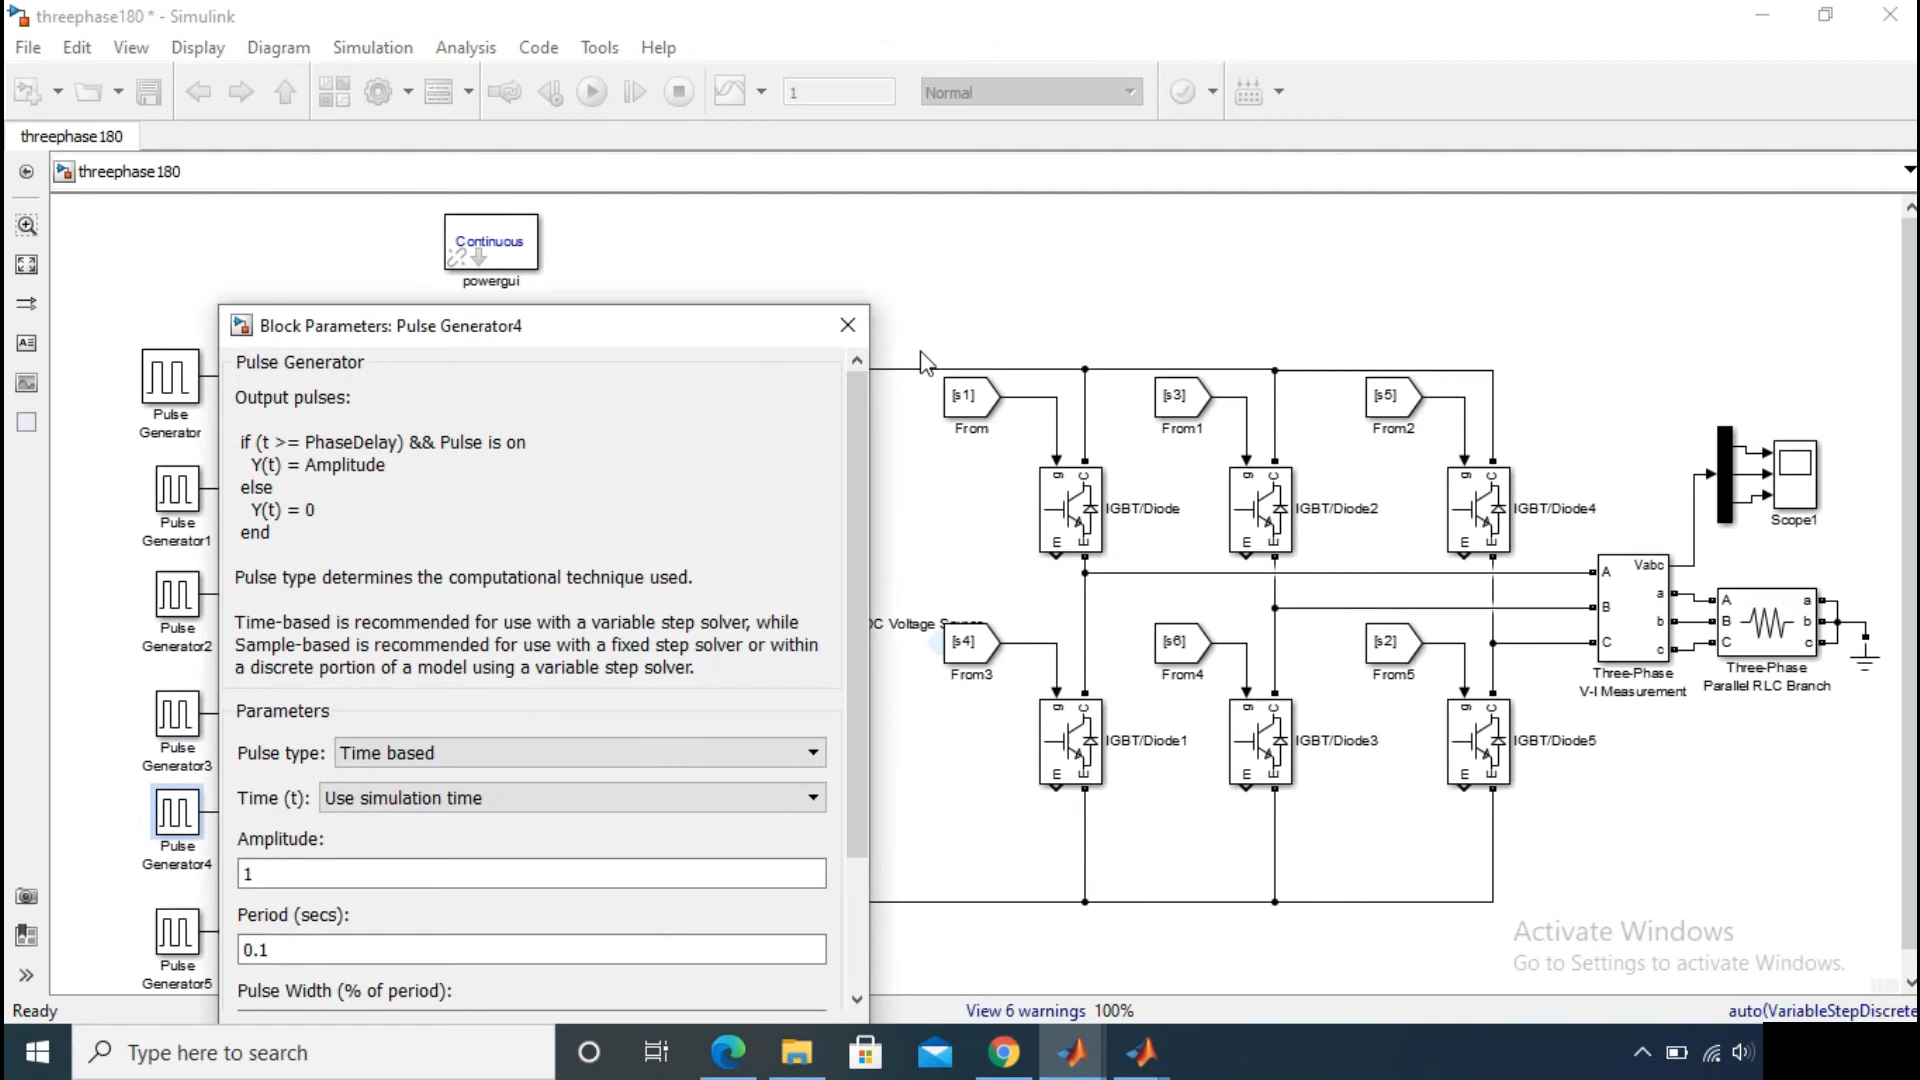 threephase180 * - Simulink
File Edit View Display Diagram Simulation Analysis Code Tools Help
1
Normal
threephase180
threephase180
Continuous
powergui
Pulse
Generator
Pulse
Generator1
Pulse
Generator2
Pulse
Generator3
Pulse
Generator4
Pulse
Generator5
Block Parameters: Pulse Generator4
Pulse Generator
Output pulses:
if (t >= PhaseDelay) && Pulse is on
Y(t) = Amplitude
else
Y(t) = 0
end
Pulse type determines the computational technique used.
Time-based is recommended for use with a variable step solver, while
Sample-based is recommended for use with a fixed step solver or within
a discrete portion of a model using a variable step solver.
Parameters
Pulse type: Time based
Time (t): Use simulation time
Amplitude:
1
Period (secs):
0.1
Pulse Width (% of period):
[s1]
From
[s3]
From1
[s5]
From2
g C
E E
IGBT/Diode
g C
E E
IGBT/Diode2
g C
E E
IGBT/Diode4
Scope1
DC Voltage Source
[s4]
From3
[s6]
From4
[s2]
From5
g C
E E
IGBT/Diode1
g C
E E
IGBT/Diode3
g C
E E
IGBT/Diode5
Vabc
A
a
B
b
C
c
Three-Phase
V-I Measurement
A a
B b
C c
Three-Phase
Parallel RLC Branch
Activate Windows
Go to Settings to activate Windows.
Ready
View 6 warnings 100%
auto(VariableStepDiscrete
Type here to search